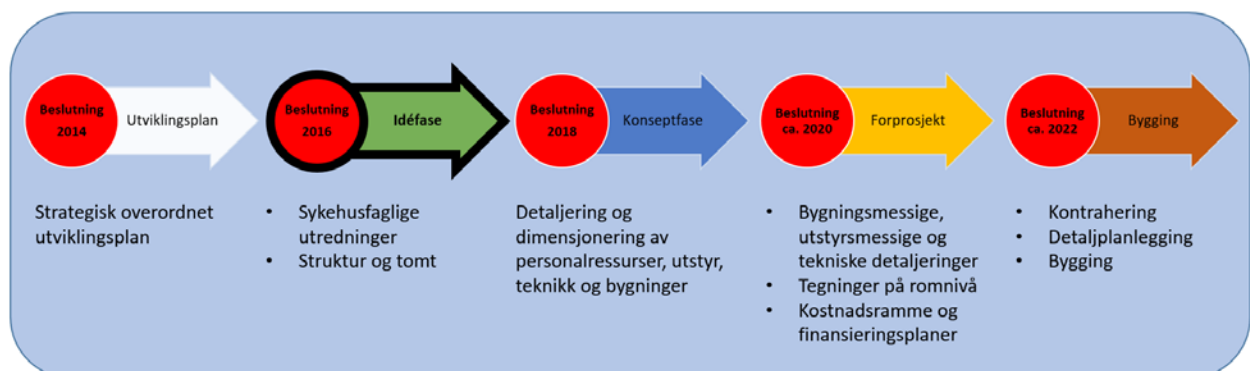 Beslutning
2014
Utviklingsplan
Beslutning
2016
Idéfase
Beslutning
2018
Konseptfase
Beslutning
ca. 2020
Forprosjekt
Beslutning
ca. 2022
Bygging
Strategisk overordnet
utviklingsplan
• Sykehusfaglige
utredninger
• Struktur og tomt
Detaljering og
dimensjonering av
personalressurser, utstyr,
teknikk og bygninger
• Bygningsmessige,
utstyrsmessige og
tekniske detaljeringer
• Tegninger på romnivå
• Kostnadsramme og
finansieringsplaner
• Kontrahering
• Detaljplanlegging
• Bygging